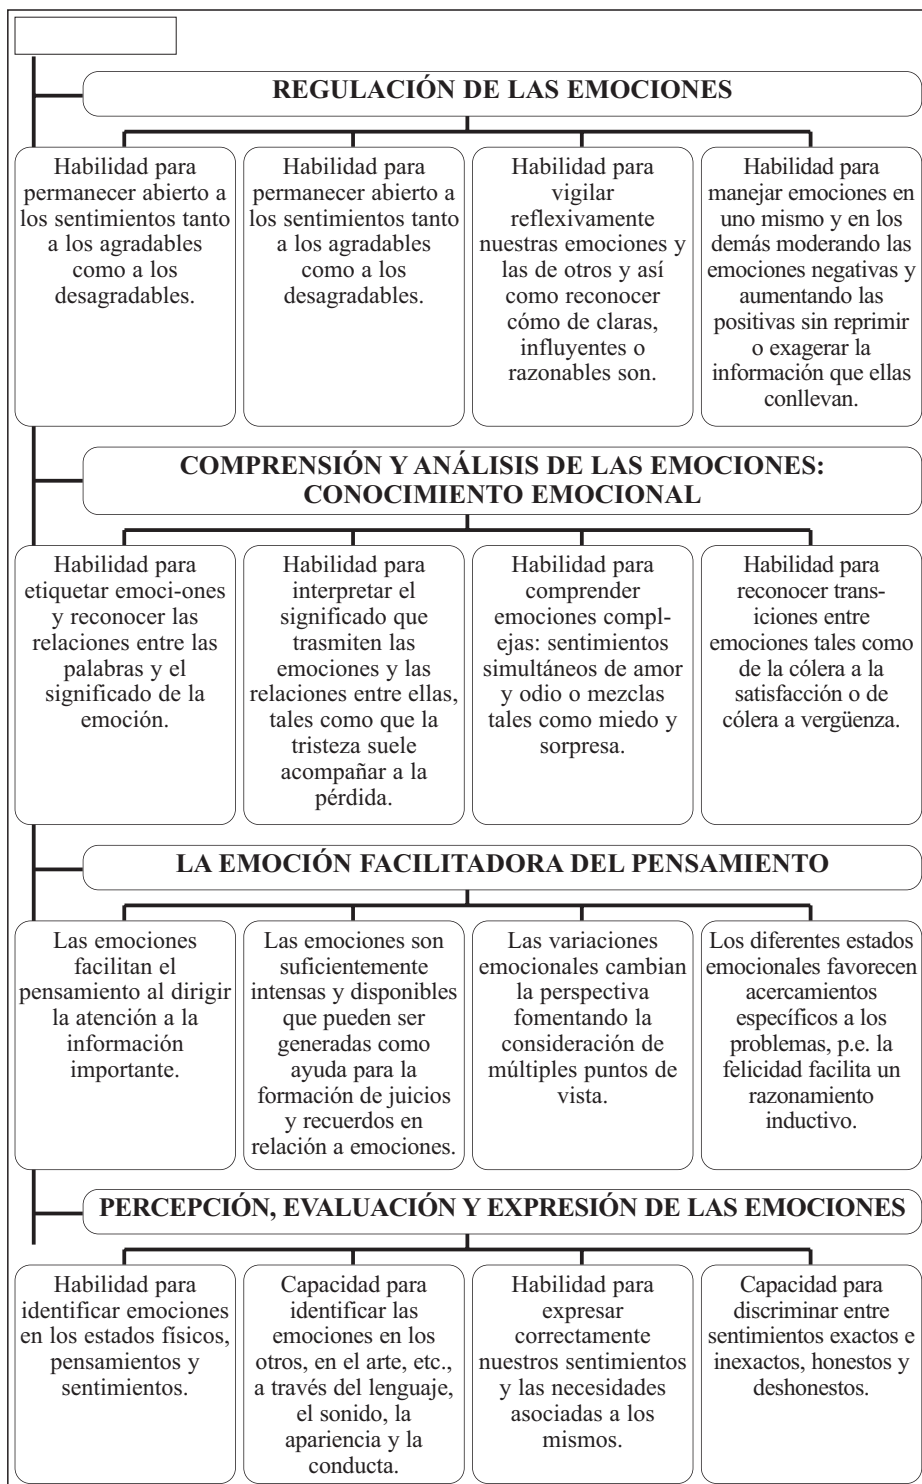 REGULACIÓN DE LAS EMOCIONES
Habilidad para
permanecer abierto a
los sentimientos tanto
a los agradables
como a los
desagradables.
Habilidad para
permanecer abierto a
los sentimientos tanto
a los agradables
como a los
desagradables.
Habilidad para
vigilar
reflexivamente
nuestras emociones y
las de otros y así
como reconocer
cómo de claras,
influyentes o
razonables son.
Habilidad para
manejar emociones en
uno mismo y en los
demás moderando las
emociones negativas y
aumentando las
positivas sin reprimir
o exagerar la
información que ellas
conllevan.
COMPRENSIÓN Y ANÁLISIS DE LAS EMOCIONES:
CONOCIMIENTO EMOCIONAL
Habilidad para
etiquetar emoci-ones
y reconocer las
relaciones entre las
palabras y el
significado de la
emoción.
Habilidad para
interpretar el
significado que
trasmiten las
emociones y las
relaciones entre ellas,
tales como que la
tristeza suele
acompañar a la
pérdida.
Habilidad para
comprender
emociones compl-
ejas: sentimientos
simultáneos de amor
y odio o mezclas
tales como miedo y
sorpresa.
Habilidad para
reconocer trans-
iciones entre
emociones tales como
de la cólera a la
satisfacción o de
cólera a vergüenza.
LA EMOCIÓN FACILITADORA DEL PENSAMIENTO
Las emociones
facilitan el
pensamiento al dirigir
la atención a la
información
importante.
Las emociones son
suficientemente
intensas y disponibles
que pueden ser
generadas como
ayuda para la
formación de juicios
y recuerdos en
relación a emociones.
Las variaciones
emocionales cambian
la perspectiva
fomentando la
consideración de
múltiples puntos de
vista.
Los diferentes estados
emocionales favorecen
acercamientos
específicos a los
problemas, p.e. la
felicidad facilita un
razonamiento
inductivo.
PERCEPCIÓN, EVALUACIÓN Y EXPRESIÓN DE LAS EMOCIONES
Habilidad para
identificar emociones
en los estados físicos,
pensamientos y
sentimientos.
Capacidad para
identificar las
emociones en los
otros, en el arte, etc.,
a través del lenguaje,
el sonido, la
apariencia y la
conducta.
Habilidad para
expresar
correctamente
nuestros sentimientos
y las necesidades
asociadas a los
mismos.
Capacidad para
discriminar entre
sentimientos exactos e
inexactos, honestos y
deshonestos.